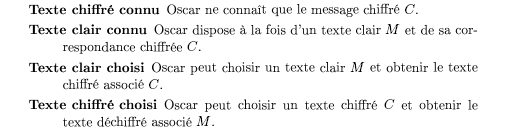 Texte chiffré connu Oscar ne connaît que le message chiffré C.
Texte clair connu Oscar dispose à la fois d'un texte clair M et de sa cor-
respondance chiffrée C.
Texte clair choisi Oscar peut choisir un texte clair M et obtenir le texte
chiffré associé C.
Texte chiffré choisi Oscar peut choisir un texte chiffré C et obtenir le
texte déchiffré associé M.